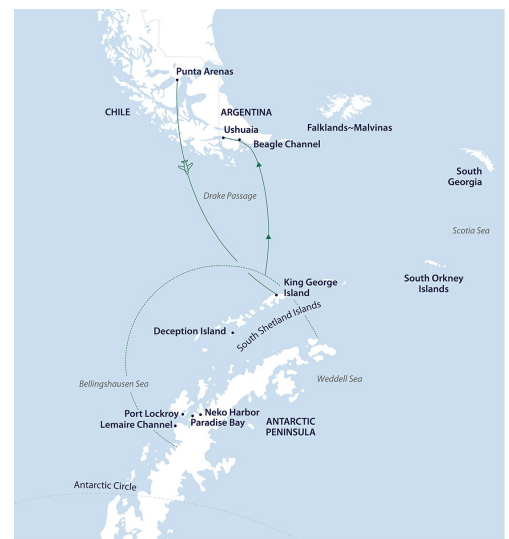 Punta Arenas
CHILE
ARGENTINA
Ushuaia
Beagle Channel
Falklands~Malvinas
South
Georgia
Drake Passage
Scotia Sea
King George
Island
South Orkney
Islands
South Shetland Islands
Deception Island
Weddell Sea
Bellingshausen Sea
Port Lockroy
Neko Harbor
Lemaire Channel
Paradise Bay
ANTARCTIC
PENINSULA
Antarctic Circle